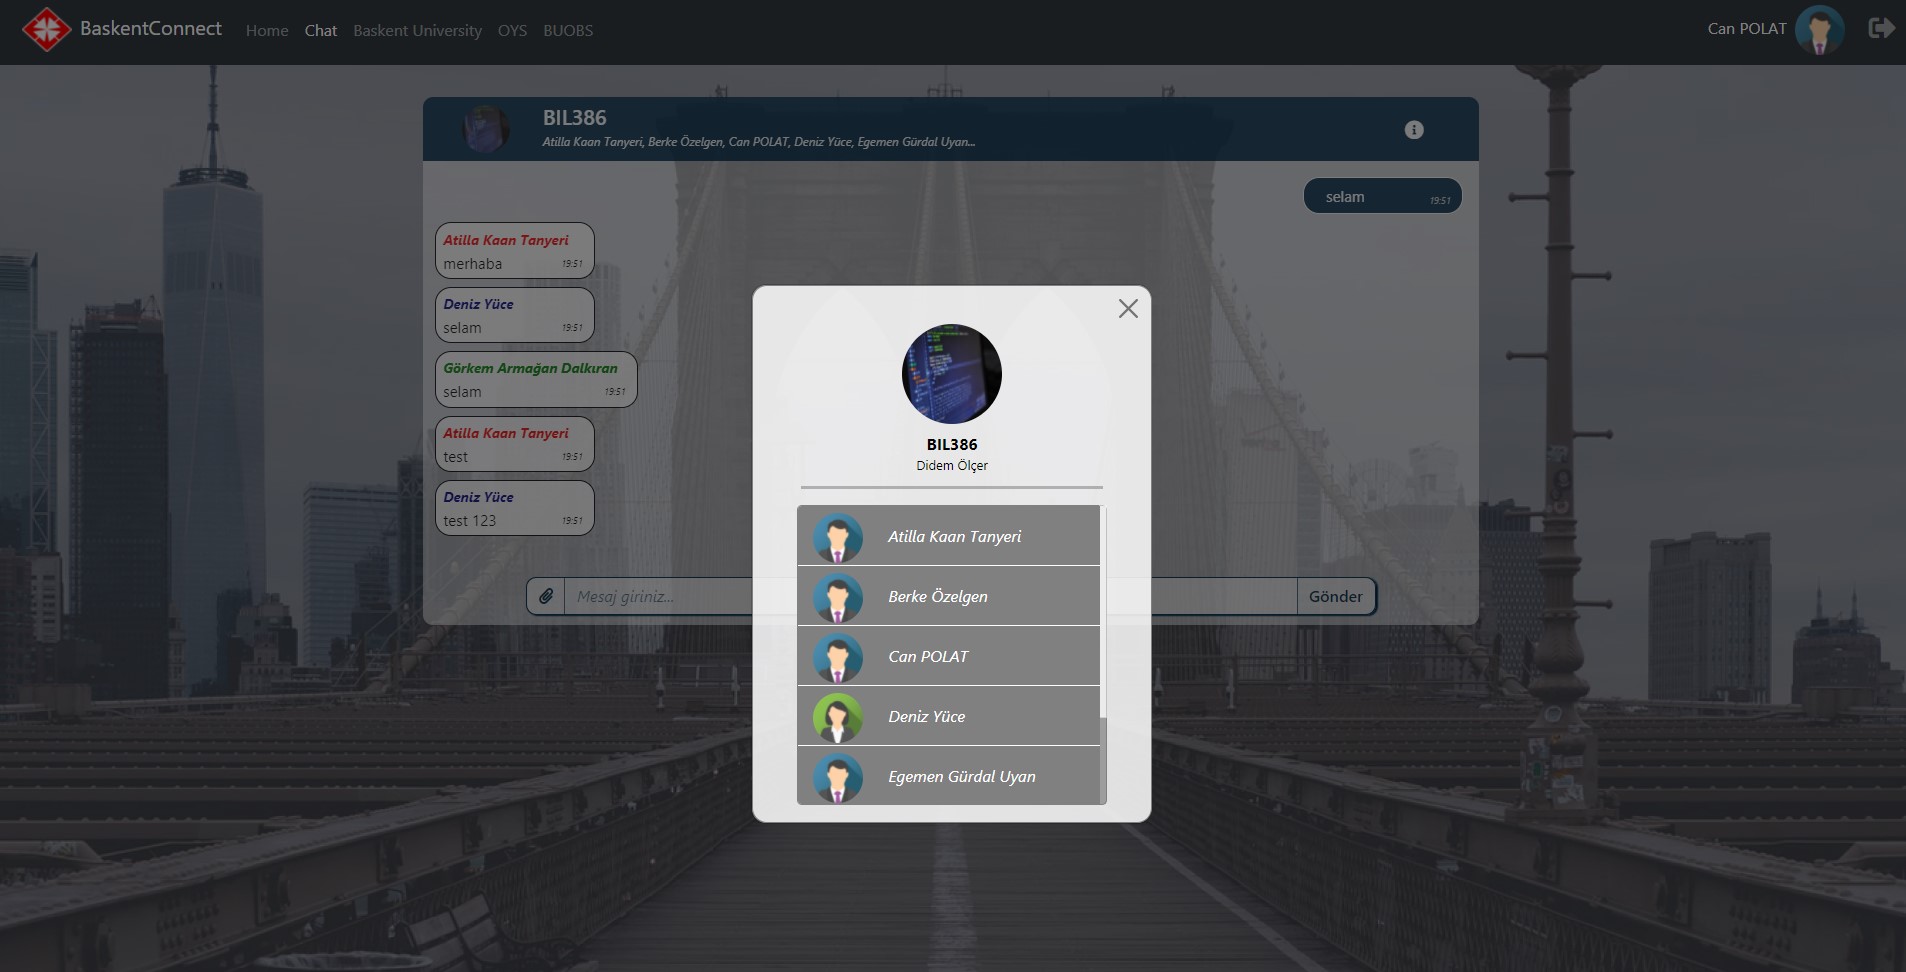 BaskentConnect Home Chat Baskent University OYS BUOBS Can POLAT
BIL386
Atilla Kaan Tanyeri, Berke Özelgen, Can POLAT, Deniz Yüce, Egemen Gürdal Uyan...
selam 19:51
Atilla Kaan Tanyeri
merhaba 19:51
Deniz Yüce
selam 19:51
Görkem Armağan Dalkıran
selam 19:51
Atilla Kaan Tanyeri
test 19:51
Deniz Yüce
test 123 19:51
Mesaj giriniz... Gönder
BIL386
Didem Ölçer
Atilla Kaan Tanyeri
Berke Özelgen
Can POLAT
Deniz Yüce
Egemen Gürdal Uyan